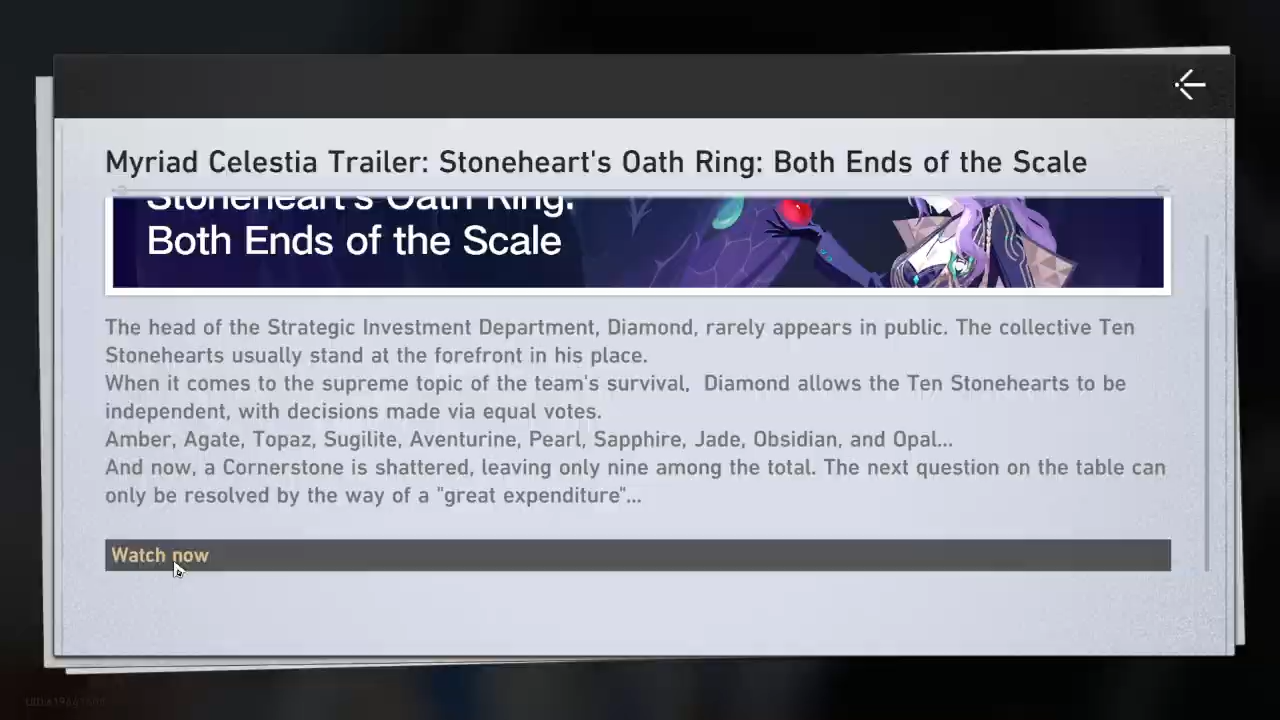 Myriad Celestia Trailer: Stoneheart's Oath Ring: Both Ends of the Scale
Stoneheart's Oath Ring:
Both Ends of the Scale
The head of the Strategic Investment Department, Diamond, rarely appears in public. The collective Ten
Stonehearts usually stand at the forefront in his place.
When it comes to the supreme topic of the team's survival,  Diamond allows the Ten Stonehearts to be
independent, with decisions made via equal votes.
Amber, Agate, Topaz, Sugilite, Aventurine, Pearl, Sapphire, Jade, Obsidian, and Opal...
And now, a Cornerstone is shattered, leaving only nine among the total. The next question on the table can
only be resolved by the way of a "great expenditure"...
Watch now